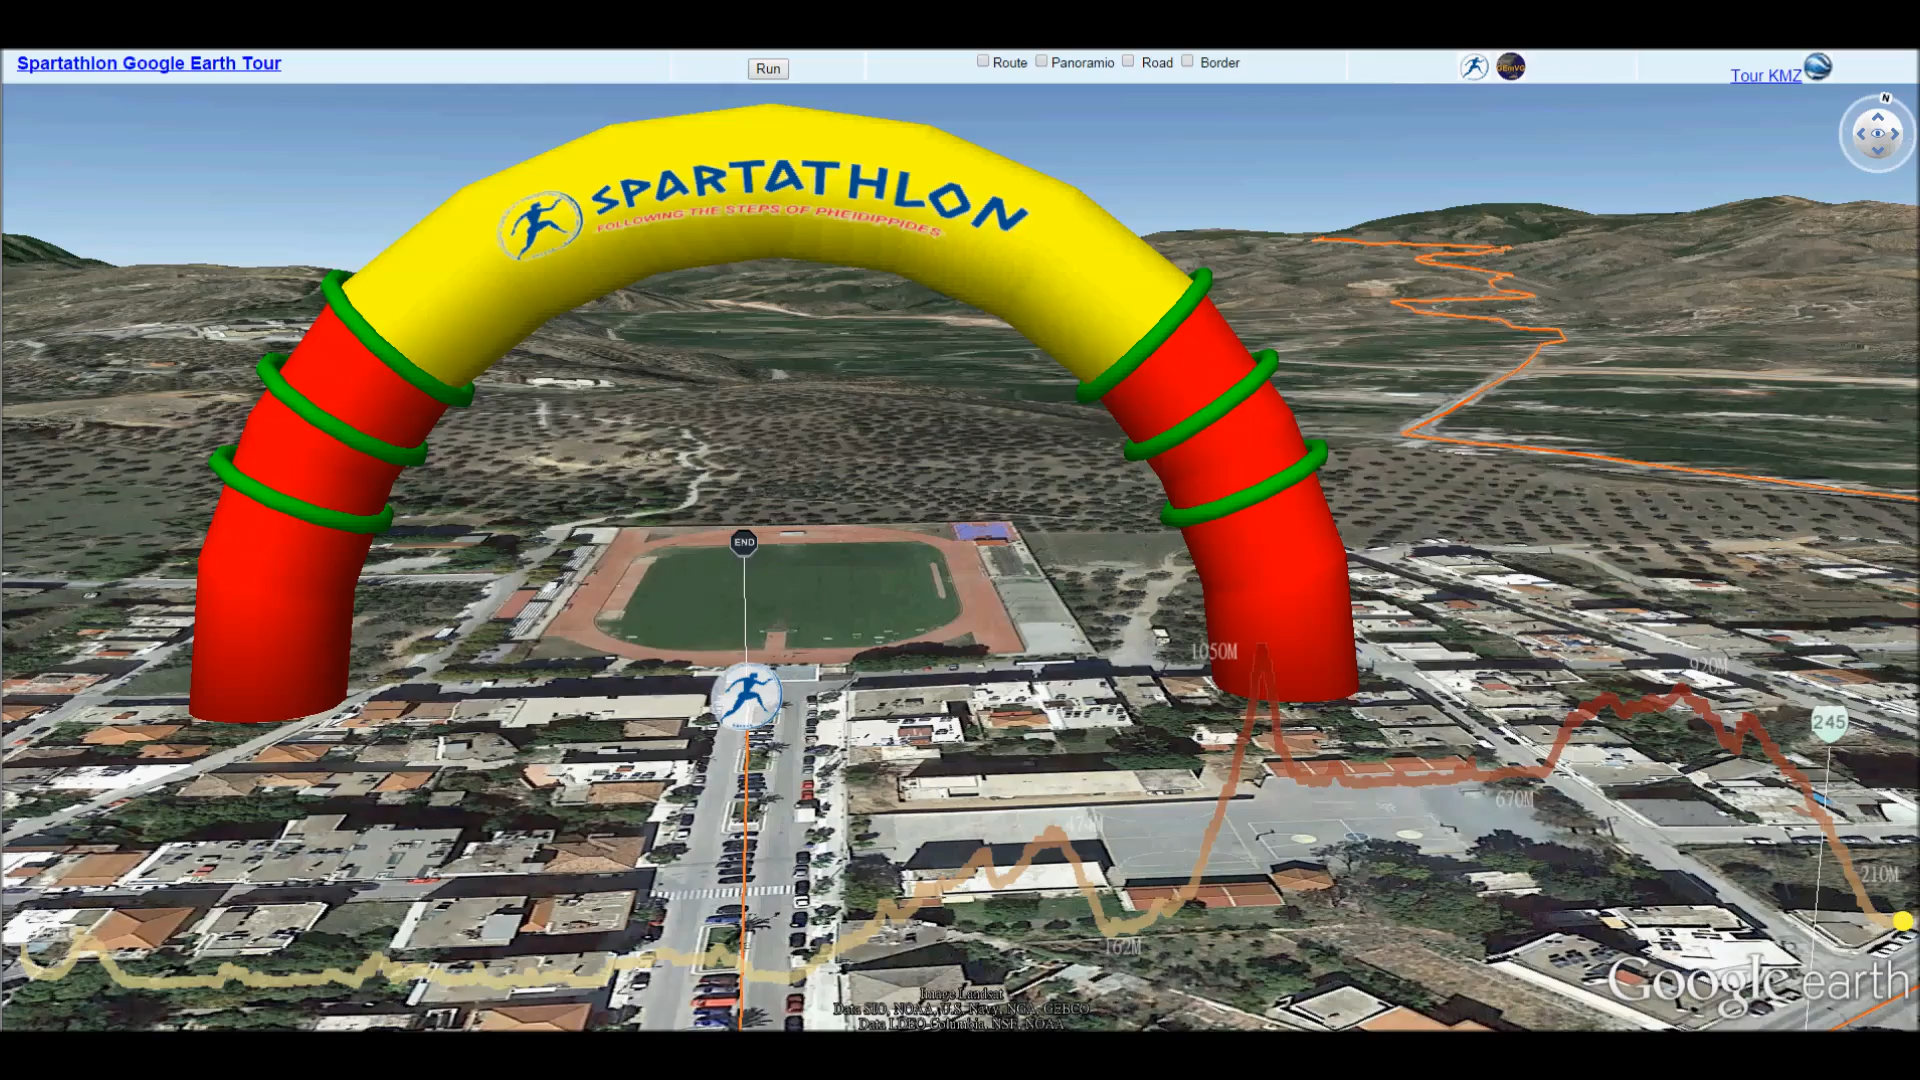 Spartathlon Google Earth Tour
Run
Route Panoramio Road Border
GEmVG
Tour KMZ
N
SPARTATHLON
FOLLOWING THE STEPS OF PHEIDIPPIDES
END
1050M
920M
245
670M
474M
210M
162M
Google earth
Image Landsat
Data SIO, NOAA, U.S. Navy, NGA, GEBCO
Data LDEO-Columbia, NSF, NOAA